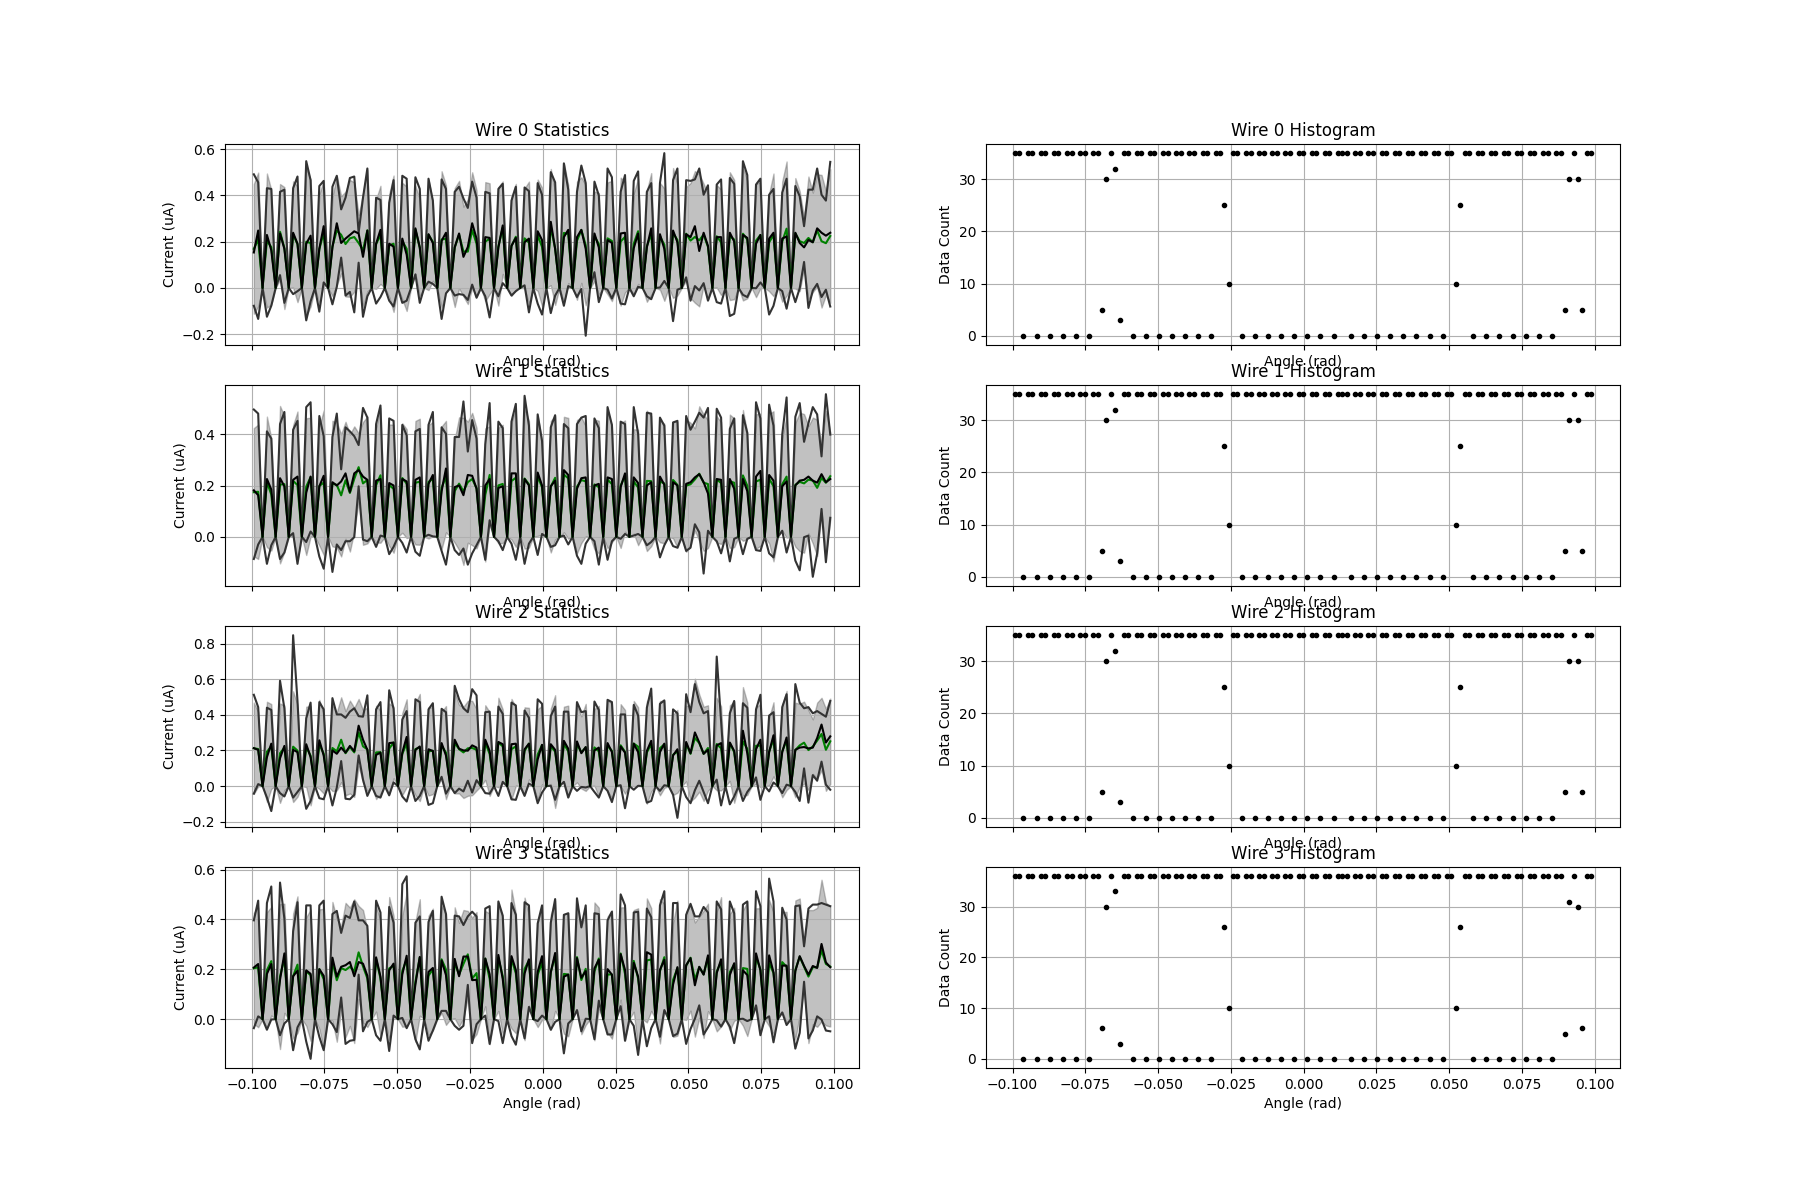 Wire 0 Statistics
Current (uA)
0.6
0.4
0.2
0.0
−0.2
Angle (rad)
Wire 0 Histogram
Data Count
30
20
10
0
Angle (rad)
Wire 1 Statistics
Current (uA)
0.4
0.2
0.0
Angle (rad)
Wire 1 Histogram
Data Count
30
20
10
0
Angle (rad)
Wire 2 Statistics
Current (uA)
0.8
0.6
0.4
0.2
0.0
−0.2
Angle (rad)
Wire 2 Histogram
Data Count
30
20
10
0
Angle (rad)
Wire 3 Statistics
Current (uA)
0.6
0.4
0.2
0.0
−0.100 −0.075 −0.050 −0.025 0.000 0.025 0.050 0.075 0.100
Angle (rad)
Wire 3 Histogram
Data Count
30
20
10
0
−0.100 −0.075 −0.050 −0.025 0.000 0.025 0.050 0.075 0.100
Angle (rad)